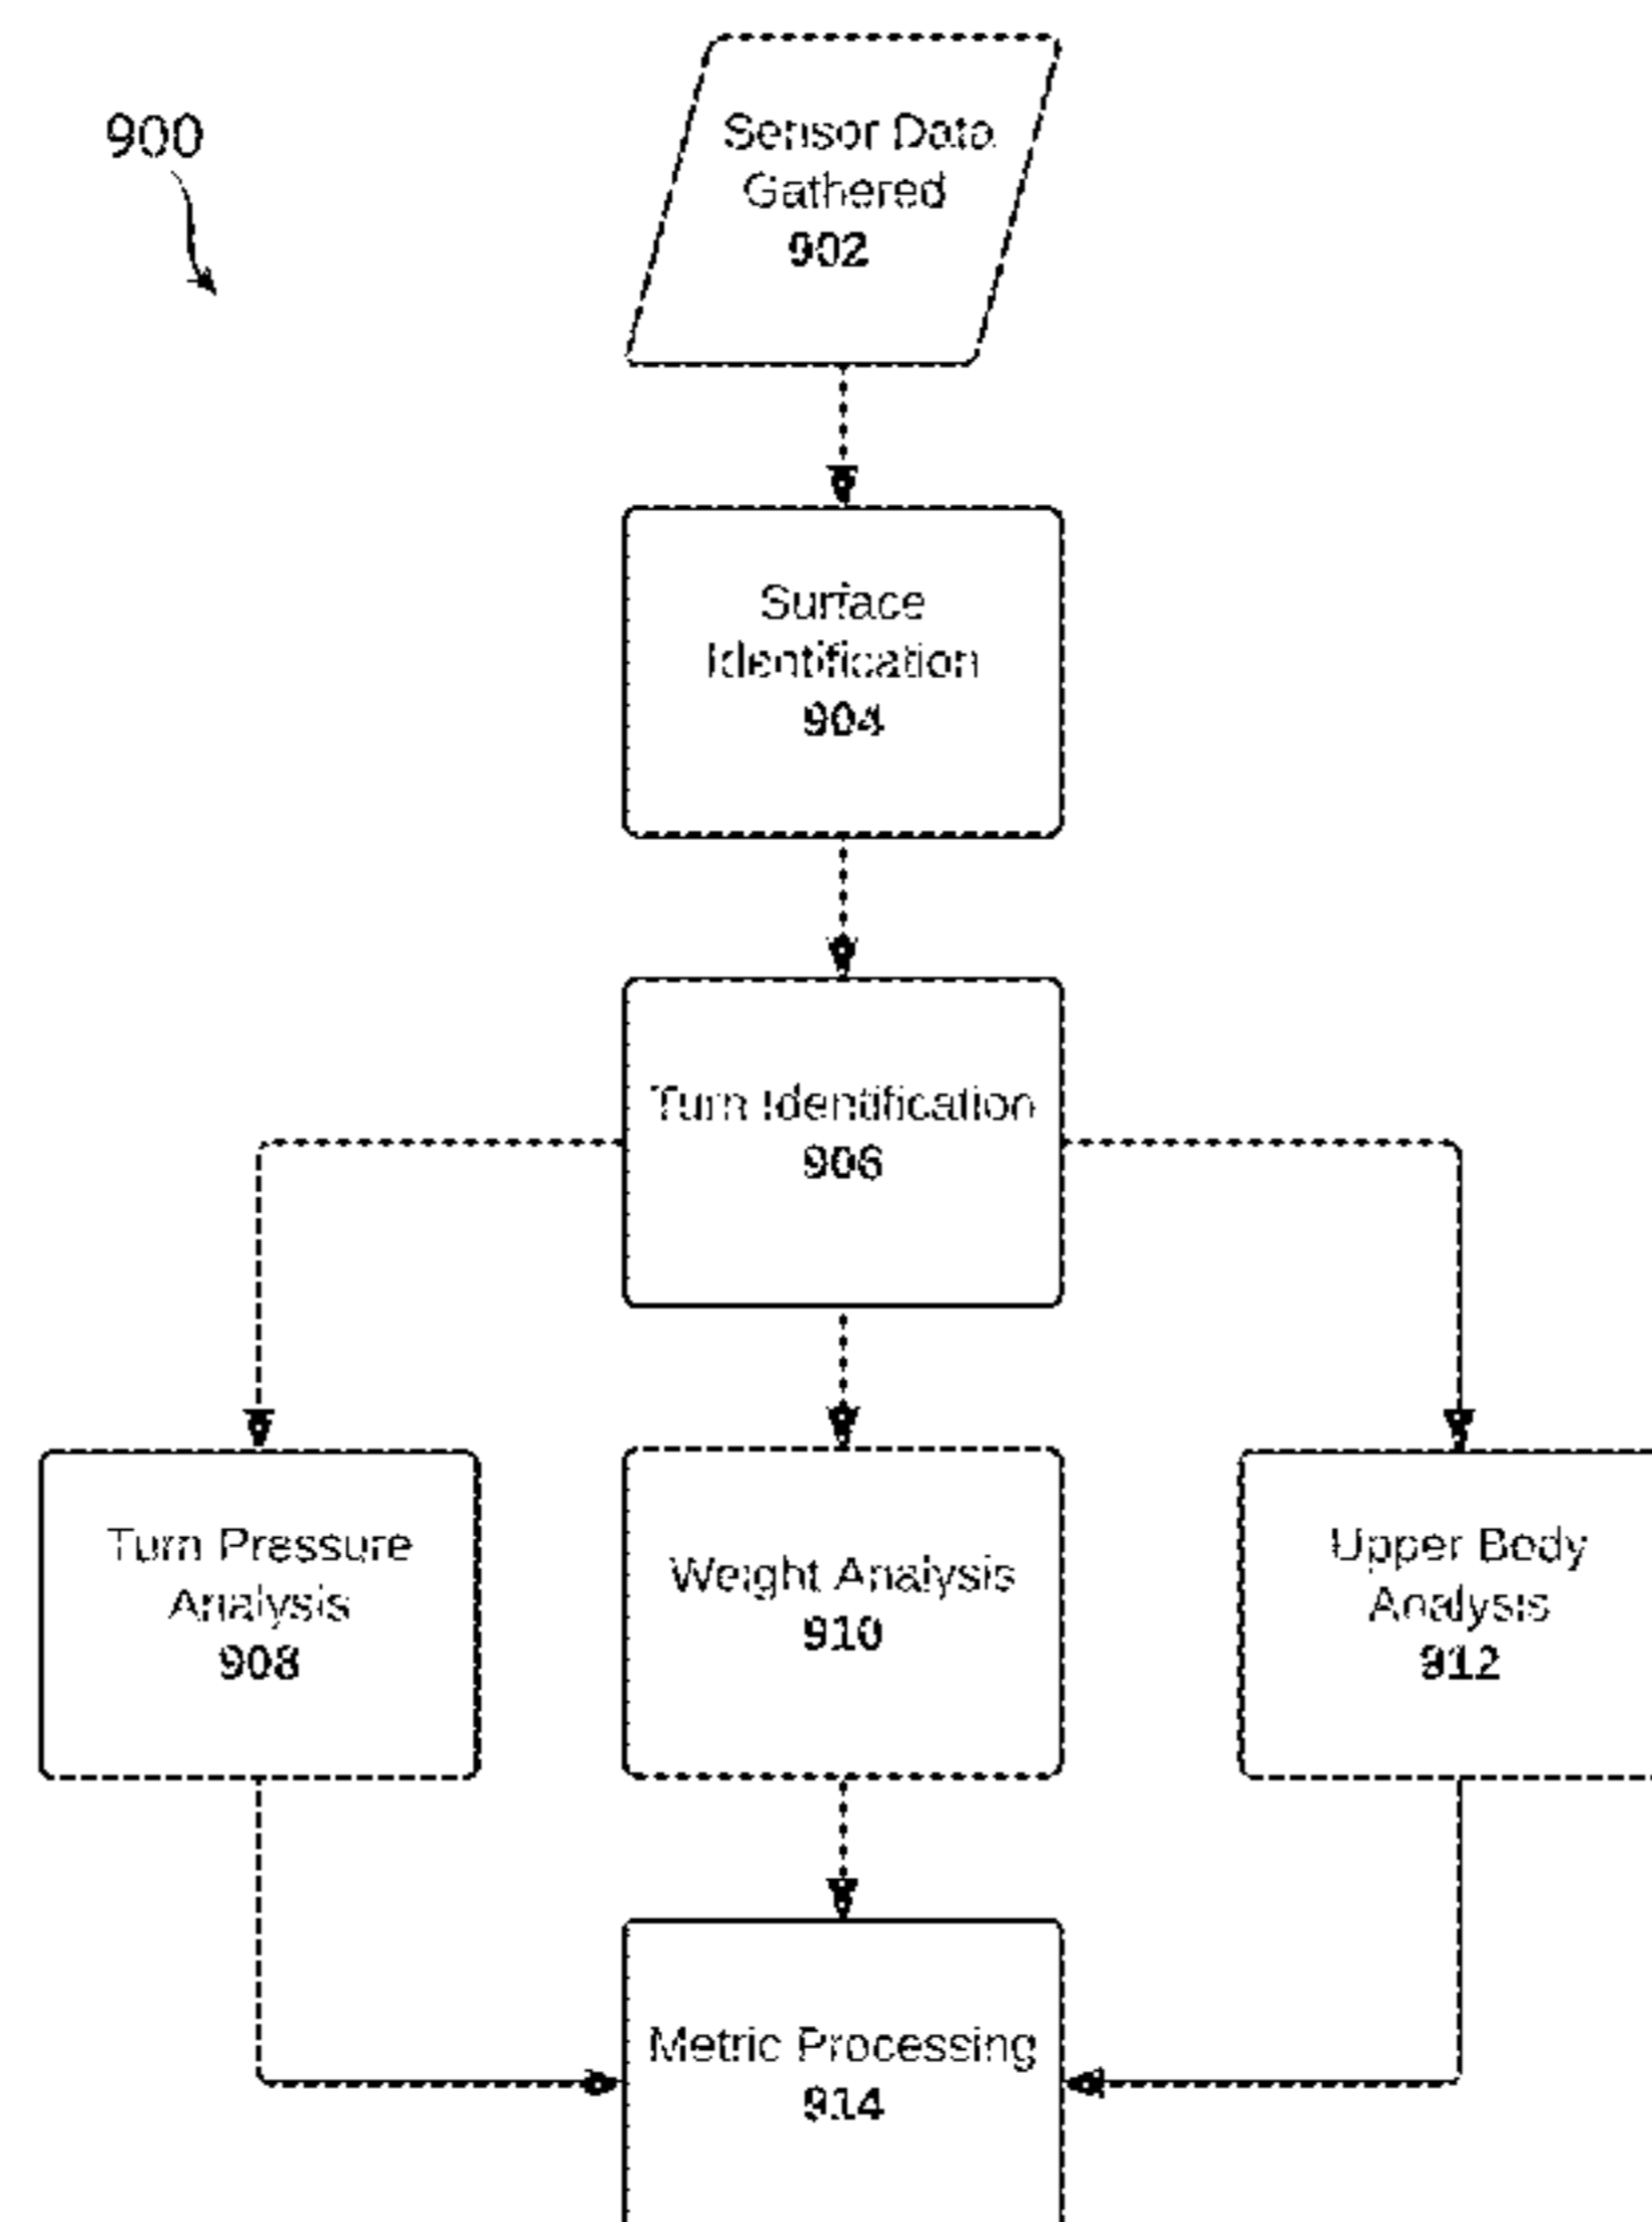 900
Sensor Data
Gathered
902
Surface
Identification
904
Turn Identification
906
Turn Pressure
Analysis
908
Weight Analysis
910
Upper Body
Analysis
912
Metric Processing
914